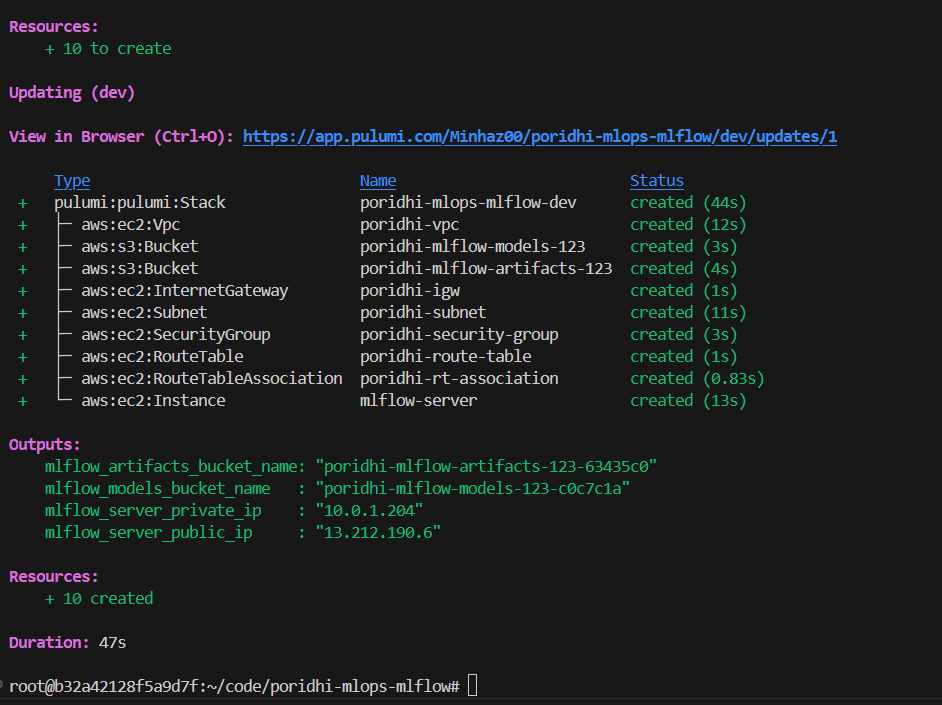 Resources:
    + 10 to create
Updating (dev)
View in Browser (Ctrl+O): https://app.pulumi.com/Minhaz00/poridhi-mlops-mlflow/dev/updates/1
     Type                              Name                          Status
 +   pulumi:pulumi:Stack               poridhi-mlops-mlflow-dev      created (44s)
 +   ├─ aws:ec2:Vpc                    poridhi-vpc                   created (12s)
 +   ├─ aws:s3:Bucket                  poridhi-mlflow-models-123     created (3s)
 +   ├─ aws:s3:Bucket                  poridhi-mlflow-artifacts-123  created (4s)
 +   ├─ aws:ec2:InternetGateway        poridhi-igw                   created (1s)
 +   ├─ aws:ec2:Subnet                 poridhi-subnet                created (11s)
 +   ├─ aws:ec2:SecurityGroup          poridhi-security-group        created (3s)
 +   ├─ aws:ec2:RouteTable             poridhi-route-table           created (1s)
 +   ├─ aws:ec2:RouteTableAssociation  poridhi-rt-association        created (0.83s)
 +   └─ aws:ec2:Instance               mlflow-server                 created (13s)
Outputs:
    mlflow_artifacts_bucket_name: "poridhi-mlflow-artifacts-123-63435c0"
    mlflow_models_bucket_name   : "poridhi-mlflow-models-123-c0c7c1a"
    mlflow_server_private_ip    : "10.0.1.204"
    mlflow_server_public_ip     : "13.212.190.6"
Resources:
    + 10 created
Duration: 47s
root@b32a42128f5a9d7f:~/code/poridhi-mlops-mlflow#